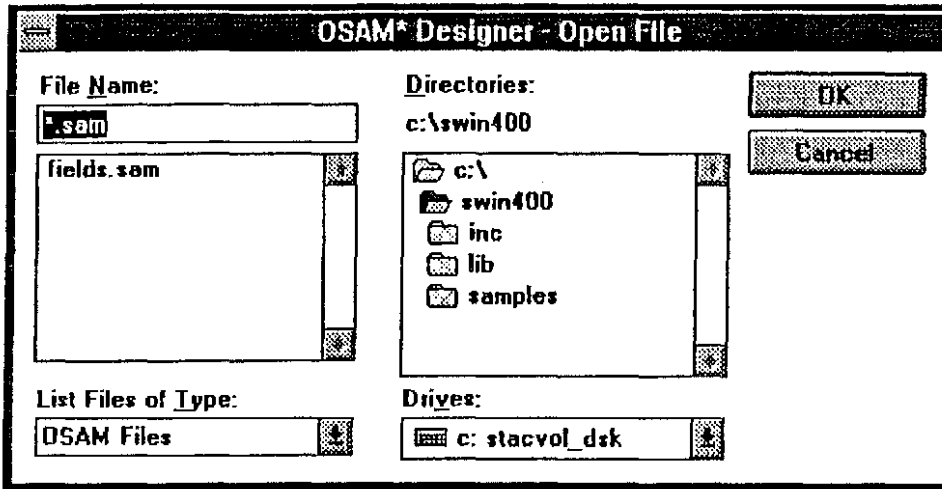 OSAM* Designer - Open File
File Name:
*.sam
fields.sam
List Files of Type:
OSAM Files
Directories:
c:\swin400
c:\
swin400
inc
lib
samples
Drives:
c: stacvol_dsk
OK
Cancel